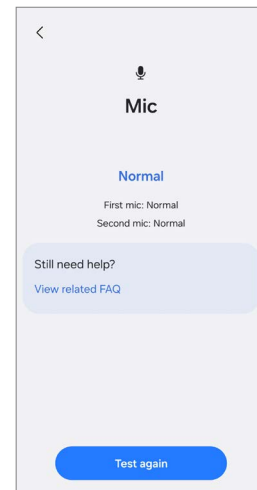 Mic
Normal
First mic: Normal
Second mic: Normal
Still need help?
View related FAQ
Test again